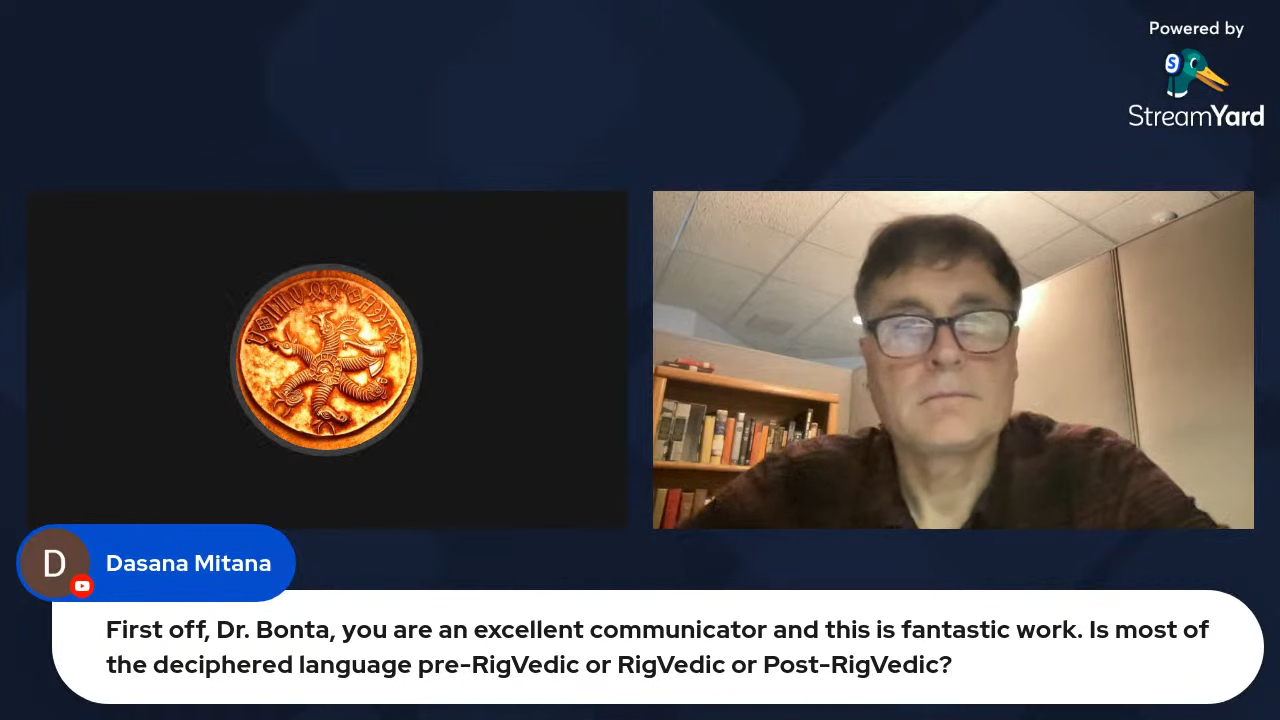 Powered by
StreamYard
D
Dasana Mitana
First off, Dr. Bonta, you are an excellent communicator and this is fantastic work. Is most of
the deciphered language pre-RigVedic or RigVedic or Post-RigVedic?